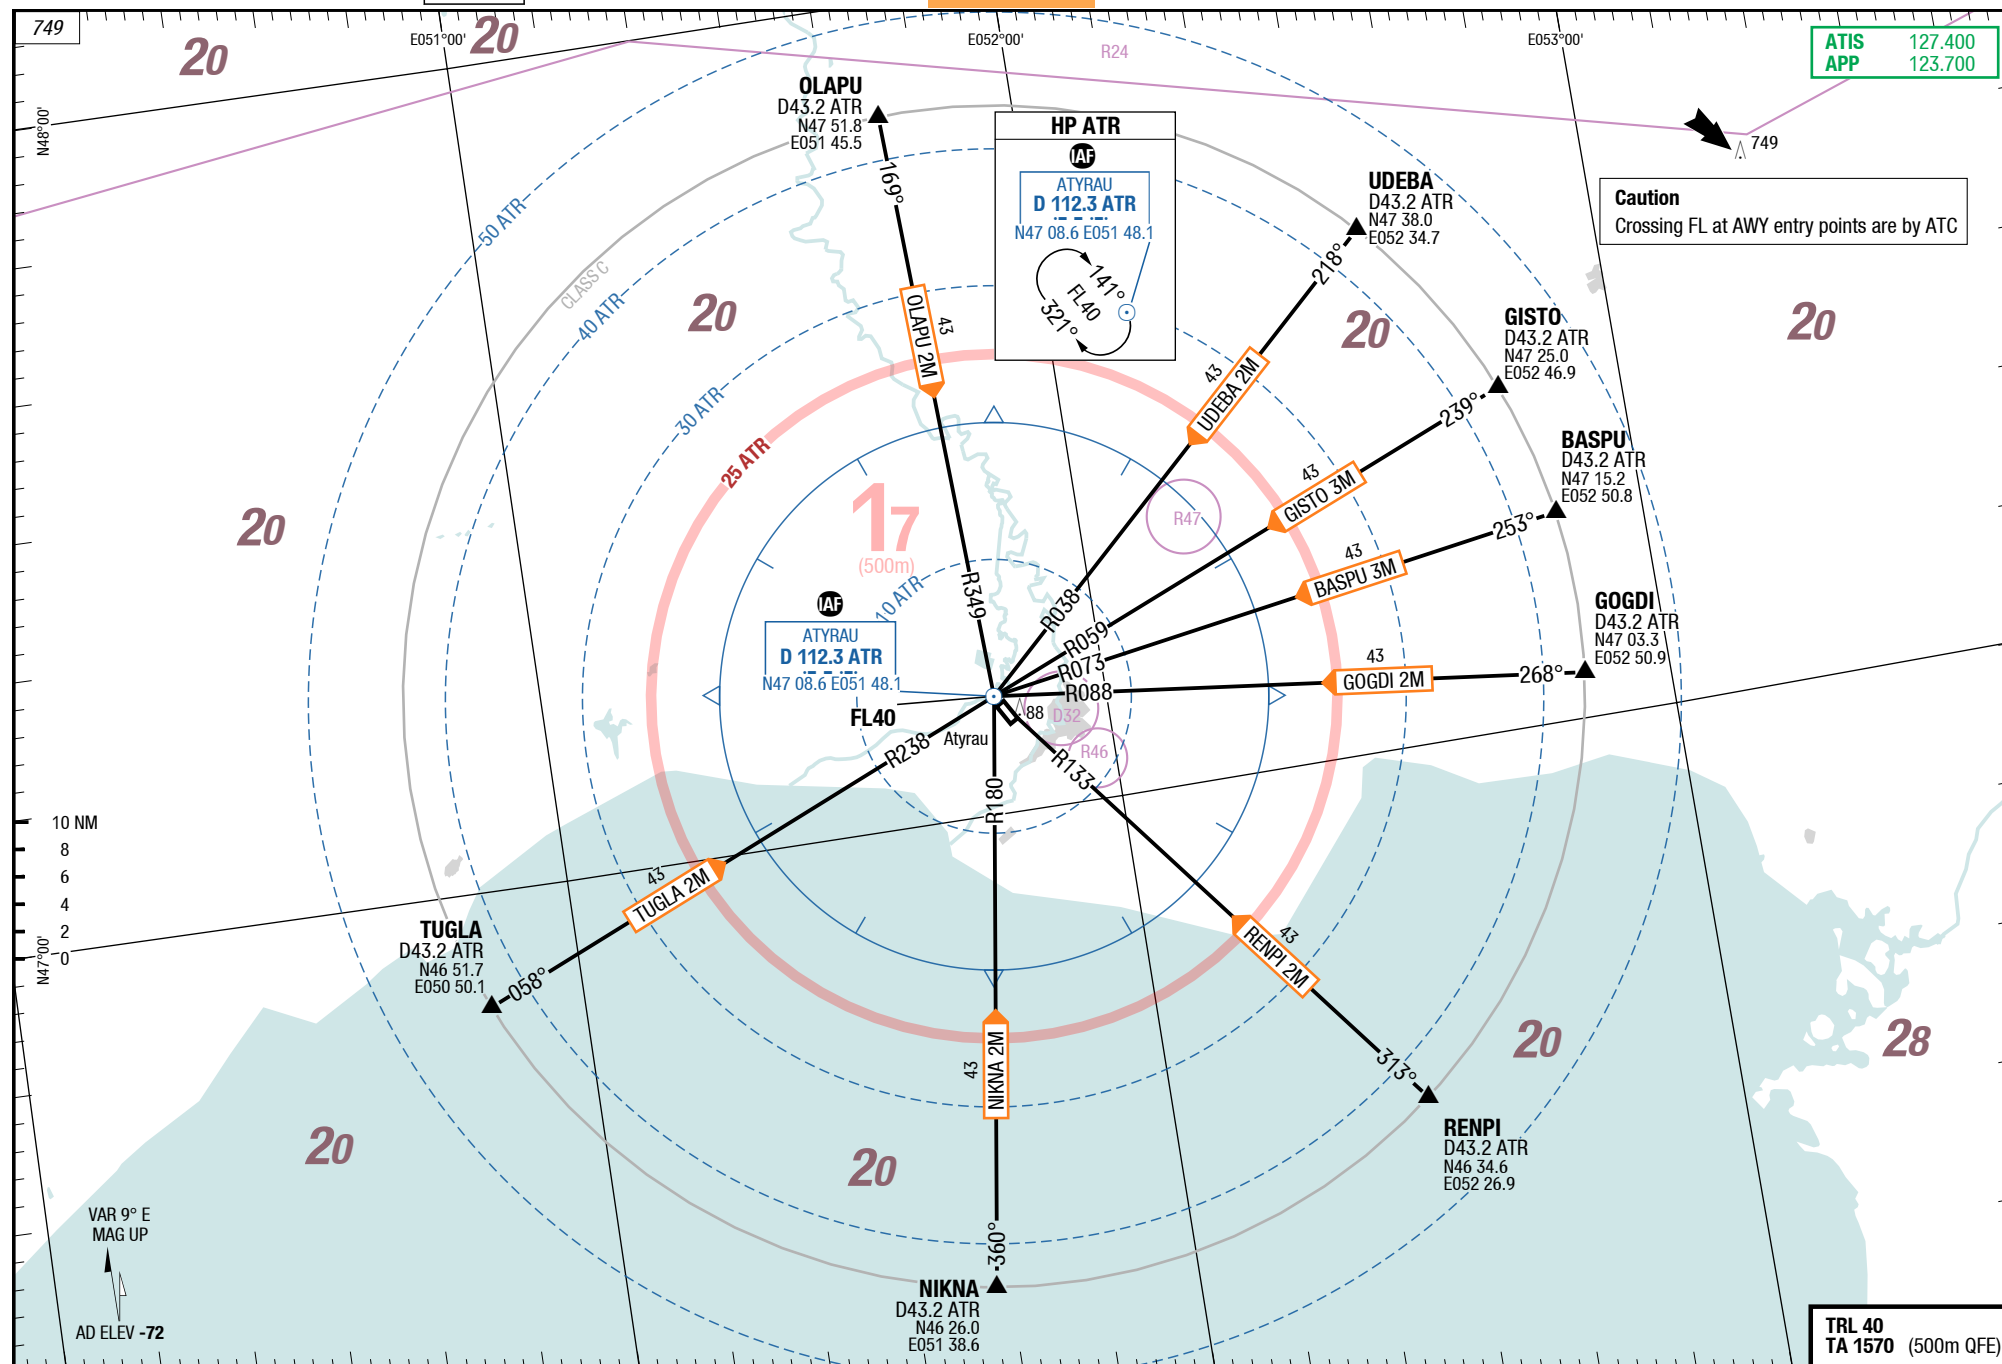 749
20
20
E051°00'
E052°00'
E053°00'
R24
ATIS 127.400
APP 123.700
749
Caution
Crossing FL at AWY entry points are by ATC
N48°00'
OLAPU
D43.2 ATR
N47 51.8
E051 45.5
HP ATR
IAF
ATYRAU
D 112.3 ATR
N47 08.6 E051 48.1
141°
FL40
321°
UDEBA
D43.2 ATR
N47 38.0
E052 34.7
GISTO
D43.2 ATR
N47 25.0
E052 46.9
BASPU
D43.2 ATR
N47 15.2
E052 50.8
GOGDI
D43.2 ATR
N47 03.3
E052 50.9
50 ATR
CLASS C
40 ATR
30 ATR
25 ATR
10 ATR
20
20
20
20
169°
OLAPU 2M
43
R349
218°
43
UDEBA 2M
R038
239°
43
GISTO 3M
R059
253°
43
BASPU 3M
R073
268°
43
GOGDI 2M
R088
R47
17
(500m)
IAF
ATYRAU
D 112.3 ATR
N47 08.6 E051 48.1
FL40
Atyrau
88
D32
R46
R238
R180
R133
10 NM
8
6
4
2
0
N47°00'
43
TUGLA 2M
058°
TUGLA
D43.2 ATR
N46 51.7
E050 50.1
43
NIKNA 2M
360°
NIKNA
D43.2 ATR
N46 26.0
E051 38.6
43
RENPI 2M
313°
RENPI
D43.2 ATR
N46 34.6
E052 26.9
20
28
20
20
VAR 9° E
MAG UP
AD ELEV -72
TRL 40
TA 1570 (500m QFE)